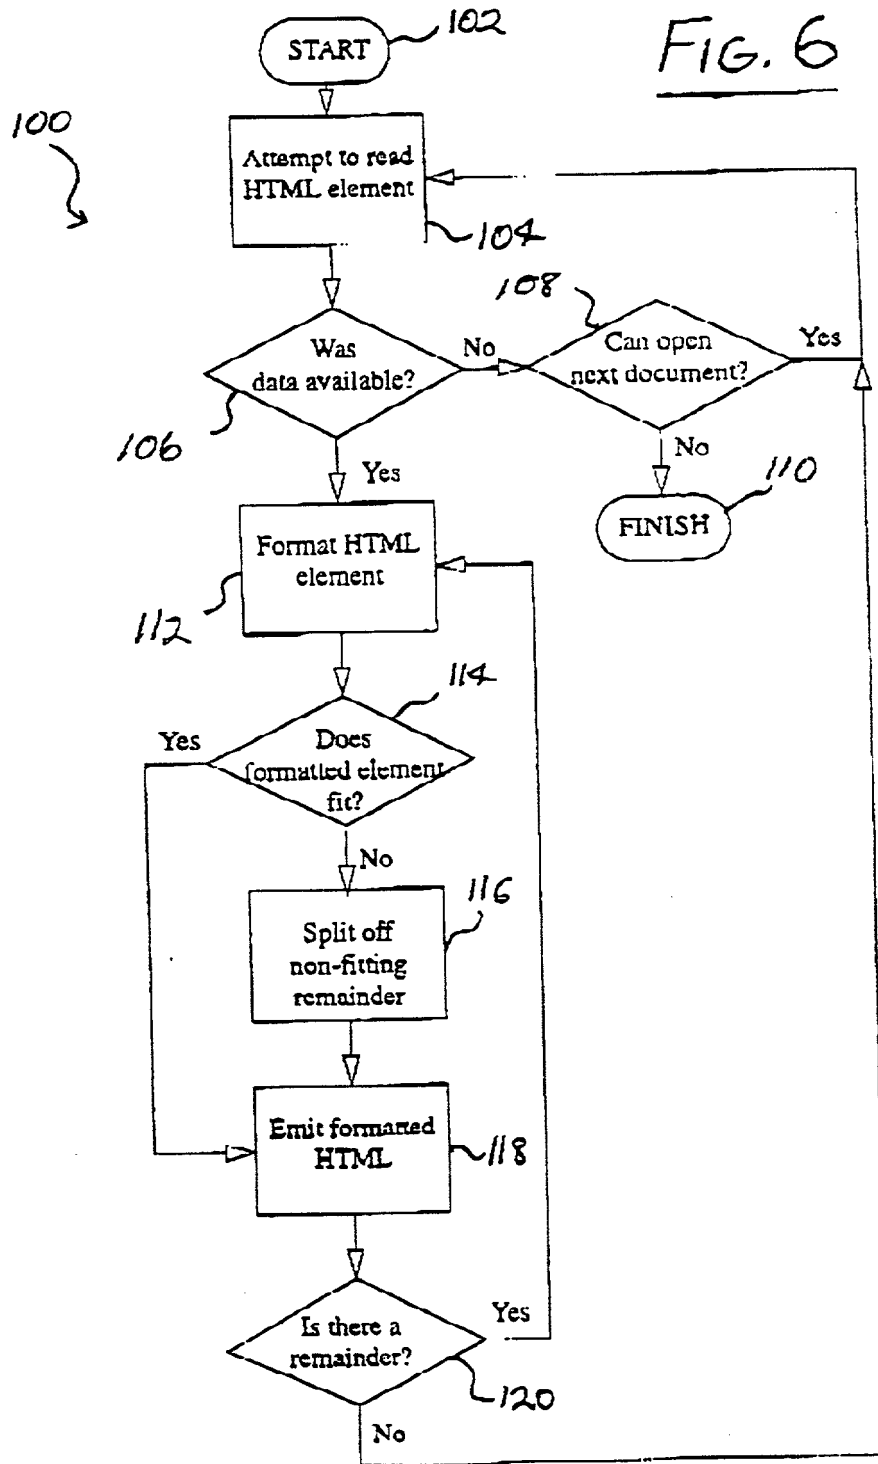 102
START
FIG. 6
100
Attempt to read
HTML element
104
108
Was
data available?
No
Can open
next document?
Yes
106
Yes
No
110
FINISH
Format HTML
element
112
114
Yes
Does
formatted element
fit?
No
116
Split off
non-fitting
remainder
Emit formatted
HTML
118
Is there a
remainder?
Yes
120
No